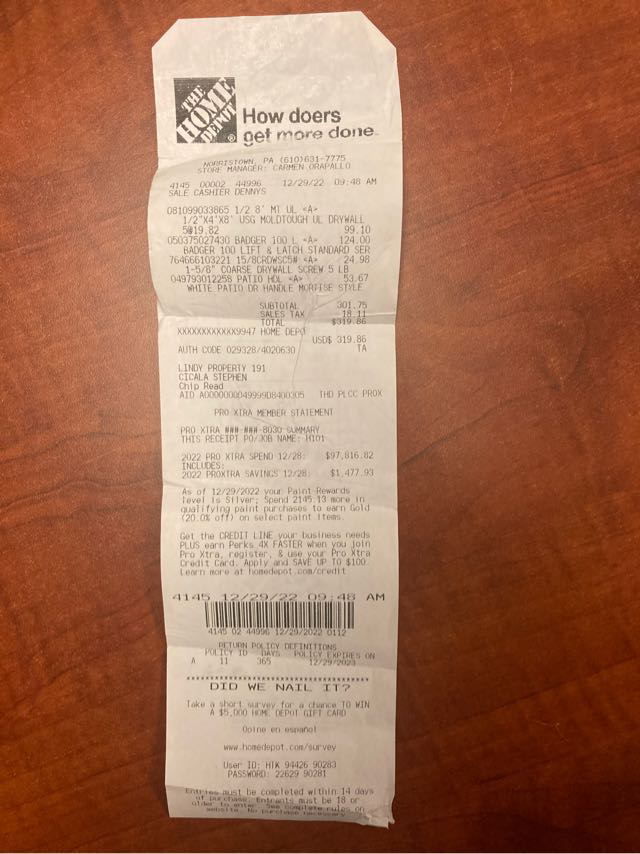 THE
HOME
DEPOT
How doers
get more done.
NORRISTOWN, PA (610)631-7775
STORE MANAGER: CARMEN ORAPALLO
4145 00002 44996 12/29/22 09:48 AM
SALE CASHIER DENNYS
081099033865 1/2 8' MT UL <A>
1/2"X4'X8' USG MOLDTOUGH UL DRYWALL
5@19.82 99.10
050375027430 BADGER 100 L <A> 124.00
BADGER 100 LIFT & LATCH STANDARD SER
764666103221 15/8CRDWSC5# <A> 24.98
1-5/8" COARSE DRYWALL SCREW 5 LB
049793012258 PATIO HDL <A> 53.67
WHITE PATIO DR HANDLE MORTISE STYLE
SUBTOTAL 301.75
SALES TAX 18.11
TOTAL $319.86
XXXXXXXXXXXX9947 HOME DEPO
USD$ 319.86
AUTH CODE 029328/4020630 TA
LINDY PROPERTY 191
CICALA STEPHEN
Chip Read
AID A0000000049999D8400305 THD PLCC PROX
PRO XTRA MEMBER STATEMENT
PRO XTRA ###-###-8030 SUMMARY
THIS RECEIPT PO/JOB NAME: H101
2022 PRO XTRA SPEND 12/28: $97,816.82
INCLUDES:
2022 PROXTRA SAVINGS 12/28: $1,477.93
As of 12/29/2022 your Paint Rewards
level is Silver; Spend 2145.13 more in
qualifying paint purchases to earn Gold
(20.0% off) on select paint items.
Get the CREDIT LINE your business needs
PLUS earn Perks 4X FASTER when you join
Pro Xtra, register, & use your Pro Xtra
Credit Card. Apply and SAVE UP TO $100.
Learn more at homedepot.com/credit
4145 12/29/22 09:48 AM
4145 02 44996 12/29/2022 0112
RETURN POLICY DEFINITIONS
POLICY ID DAYS POLICY EXPIRES ON
A 11 365 12/29/2023
DID WE NAIL IT?
Take a short survey for a chance TO WIN
A $5,000 HOME DEPOT GIFT CARD
Opine en español
www.homedepot.com/survey
User ID: H1K 94426 90283
PASSWORD: 22629 90281
Entries must be completed within 14 days
of purchase. Entrants must be 18 or
older to enter. See complete rules on
website. No purchase necessary